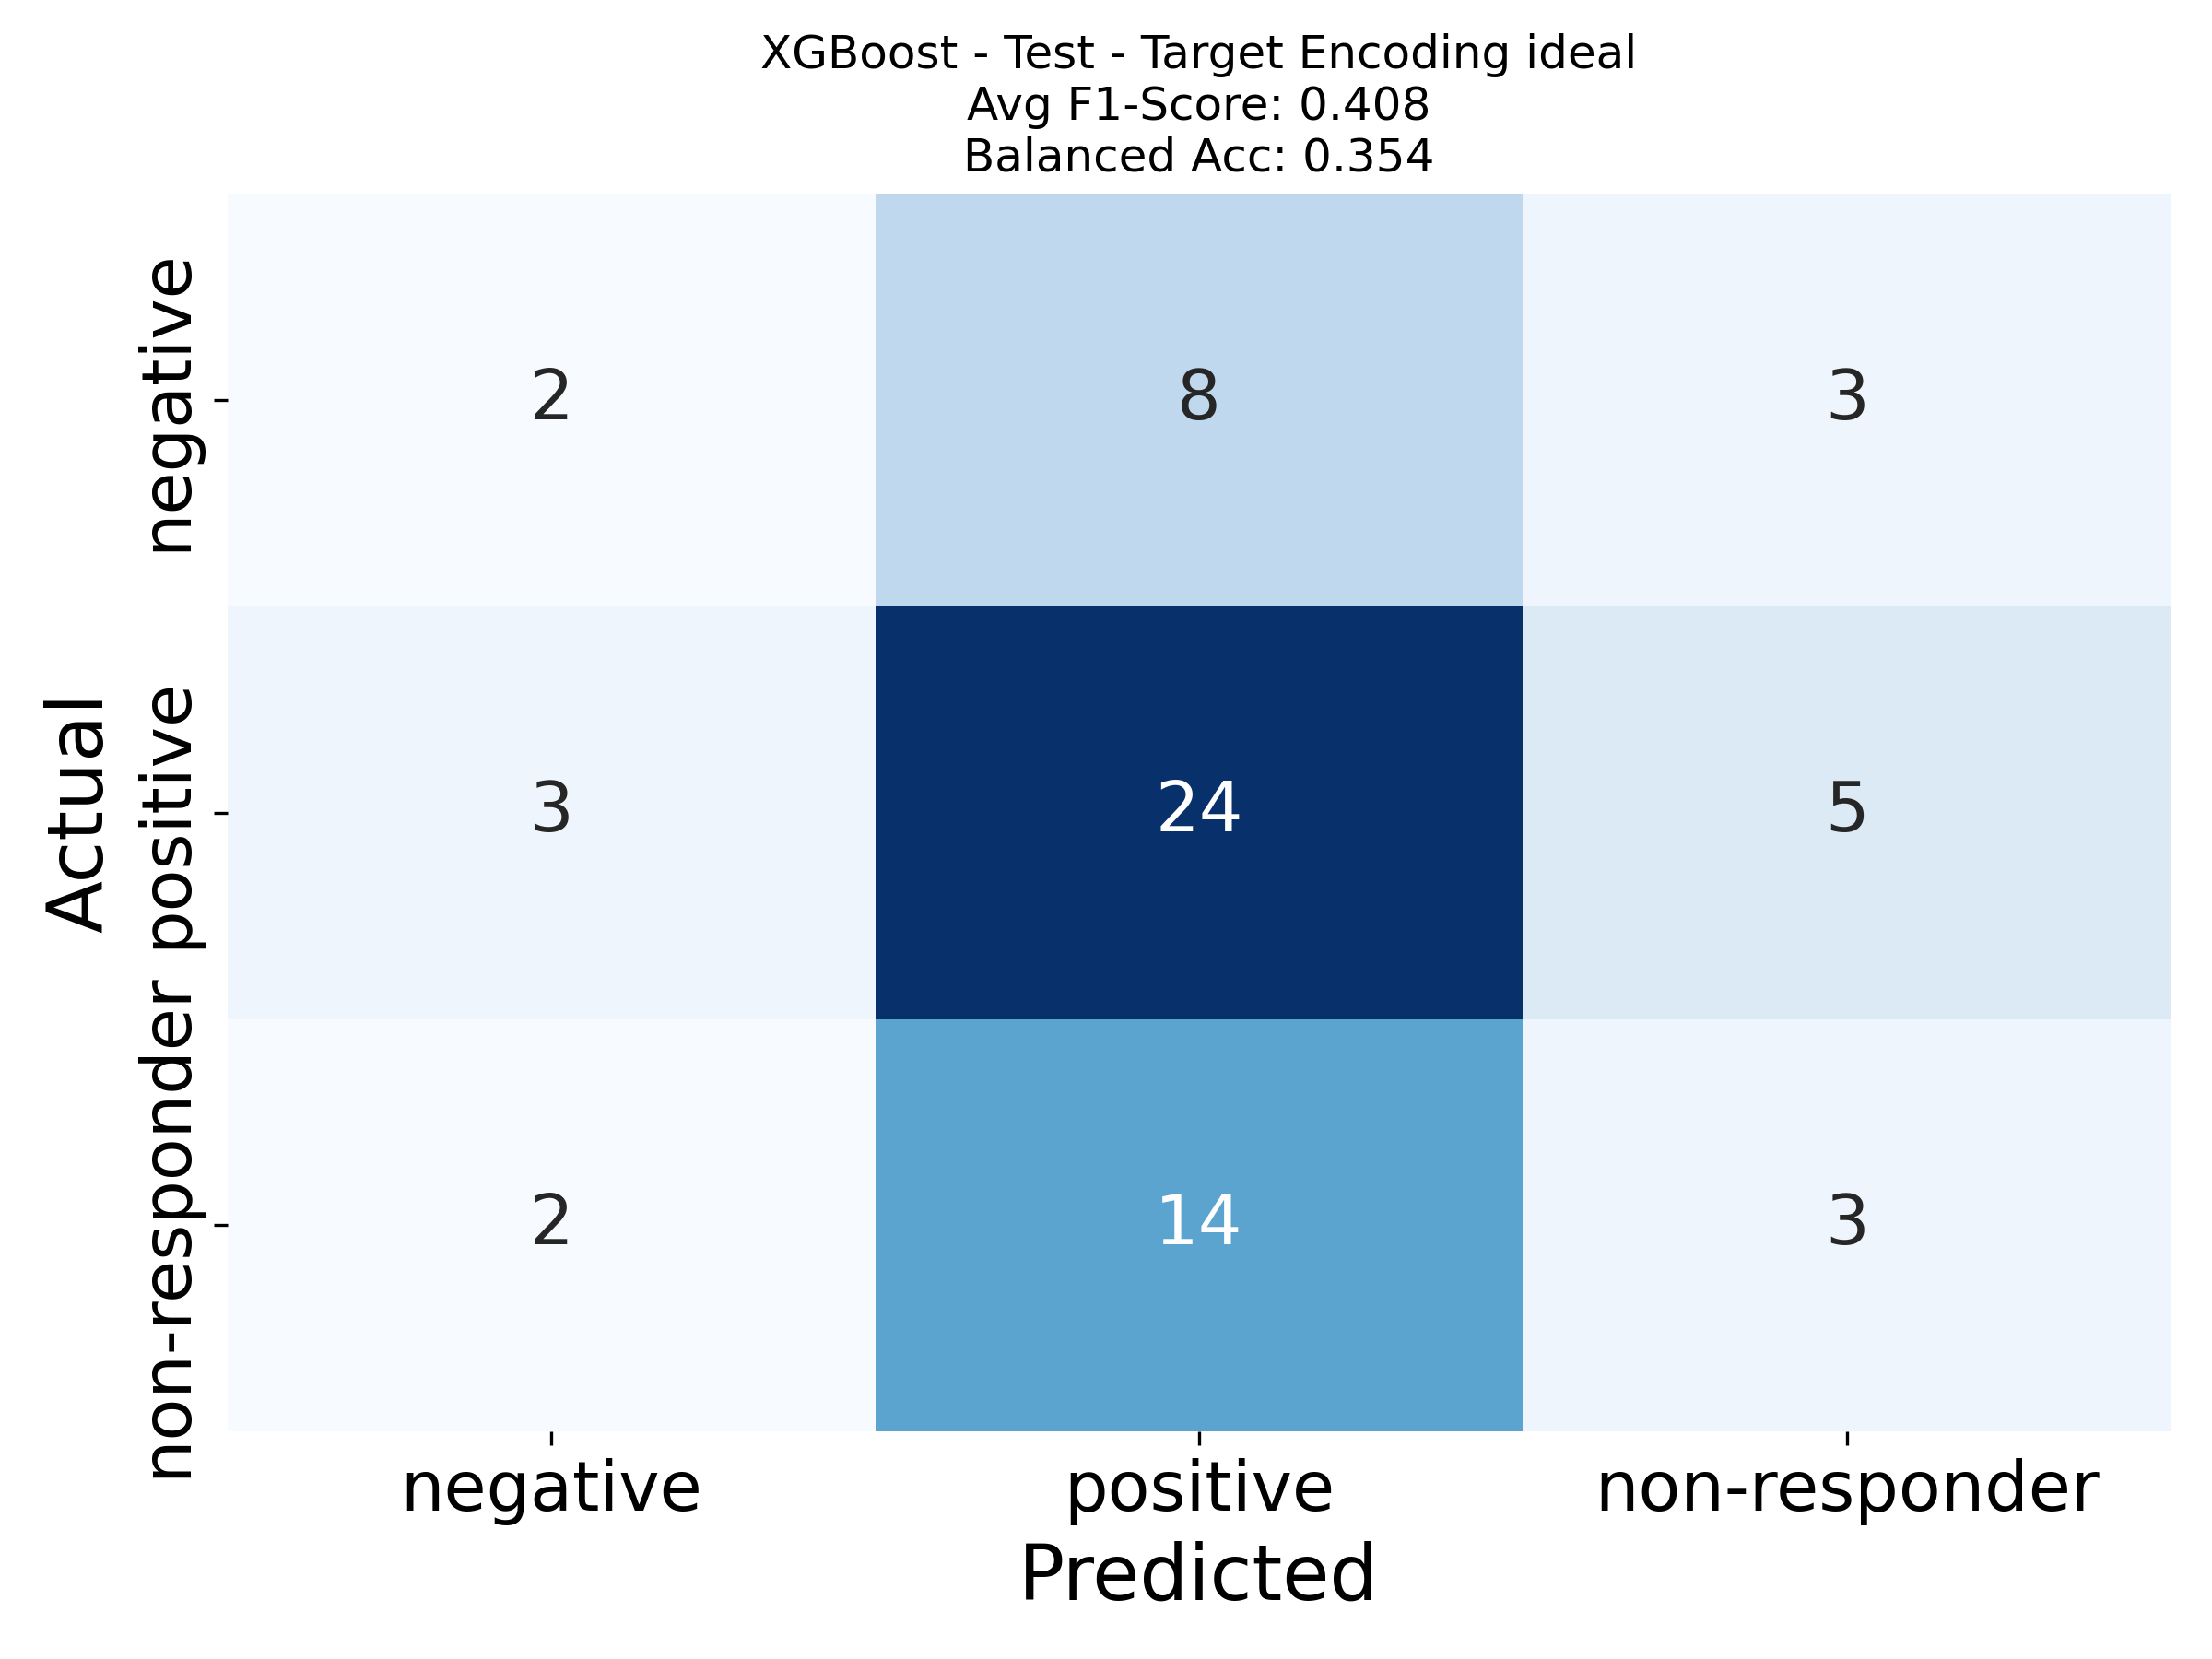 XGBoost - Test - Target Encoding ideal
Avg F1-Score: 0.408
Balanced Acc: 0.354
Actual
negative
2 8 3
positive
3 24 5
non-responder
2 14 3
negative positive non-responder
Predicted